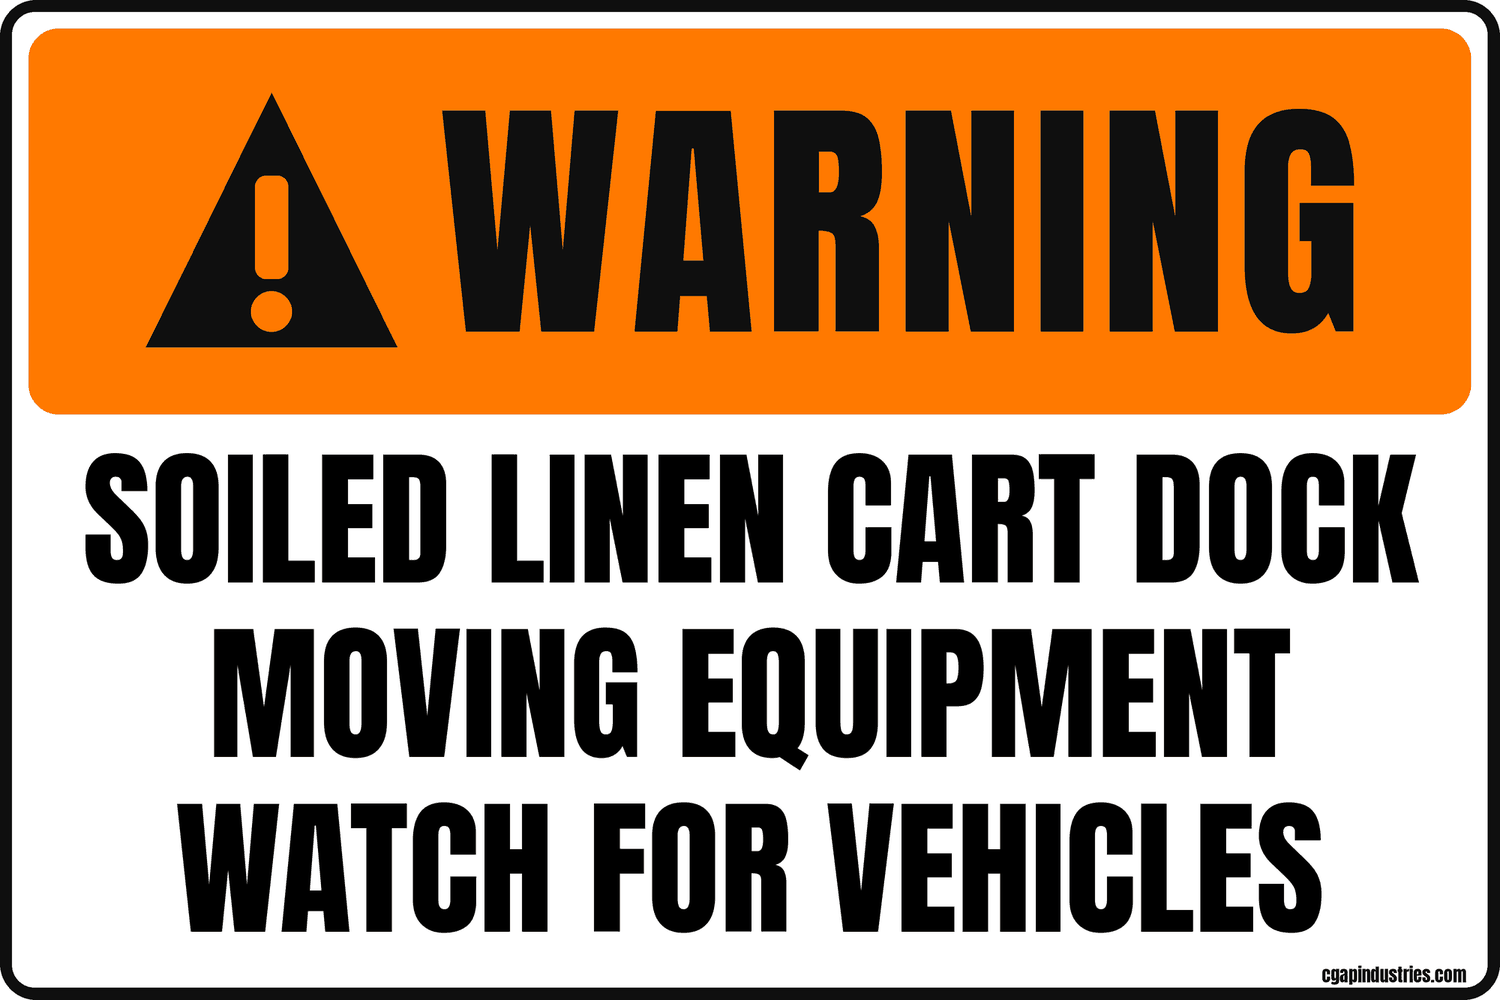 WARNING
SOILED LINEN CART DOCK
MOVING EQUIPMENT
WATCH FOR VEHICLES
cgapindustries.com